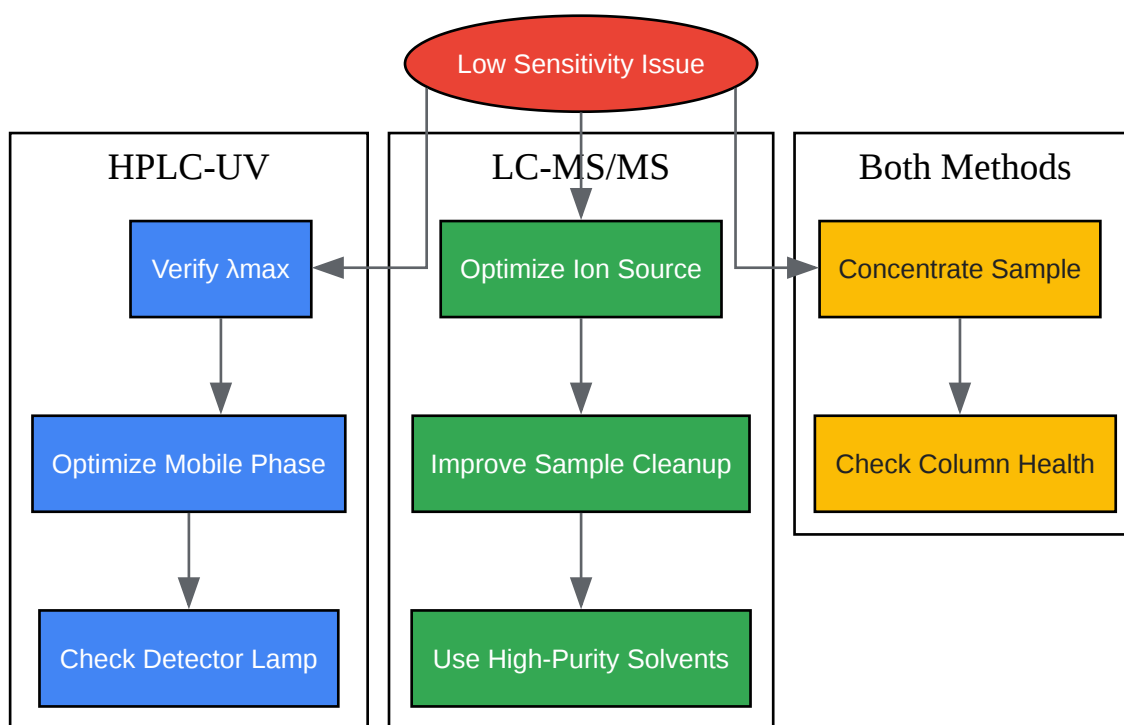 Low Sensitivity Issue
HPLC-UV
Verify λmax
Optimize Mobile Phase
Check Detector Lamp
LC-MS/MS
Optimize Ion Source
Improve Sample Cleanup
Use High-Purity Solvents
Both Methods
Concentrate Sample
Check Column Health